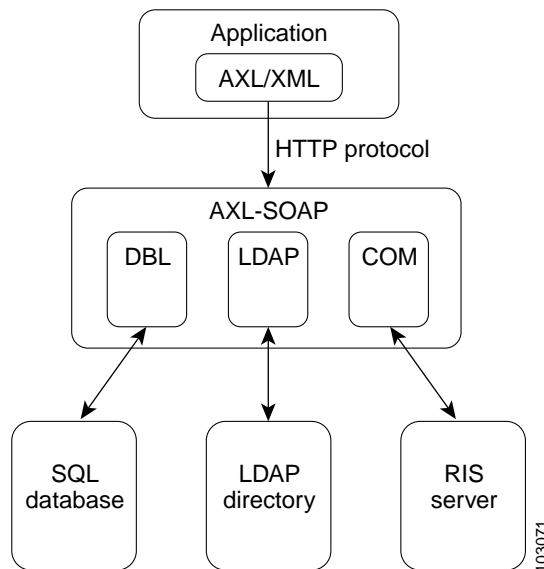 Application
AXL/XML
HTTP protocol
AXL-SOAP
DBL
LDAP
COM
SQL
database
LDAP
directory
RIS
server
103071